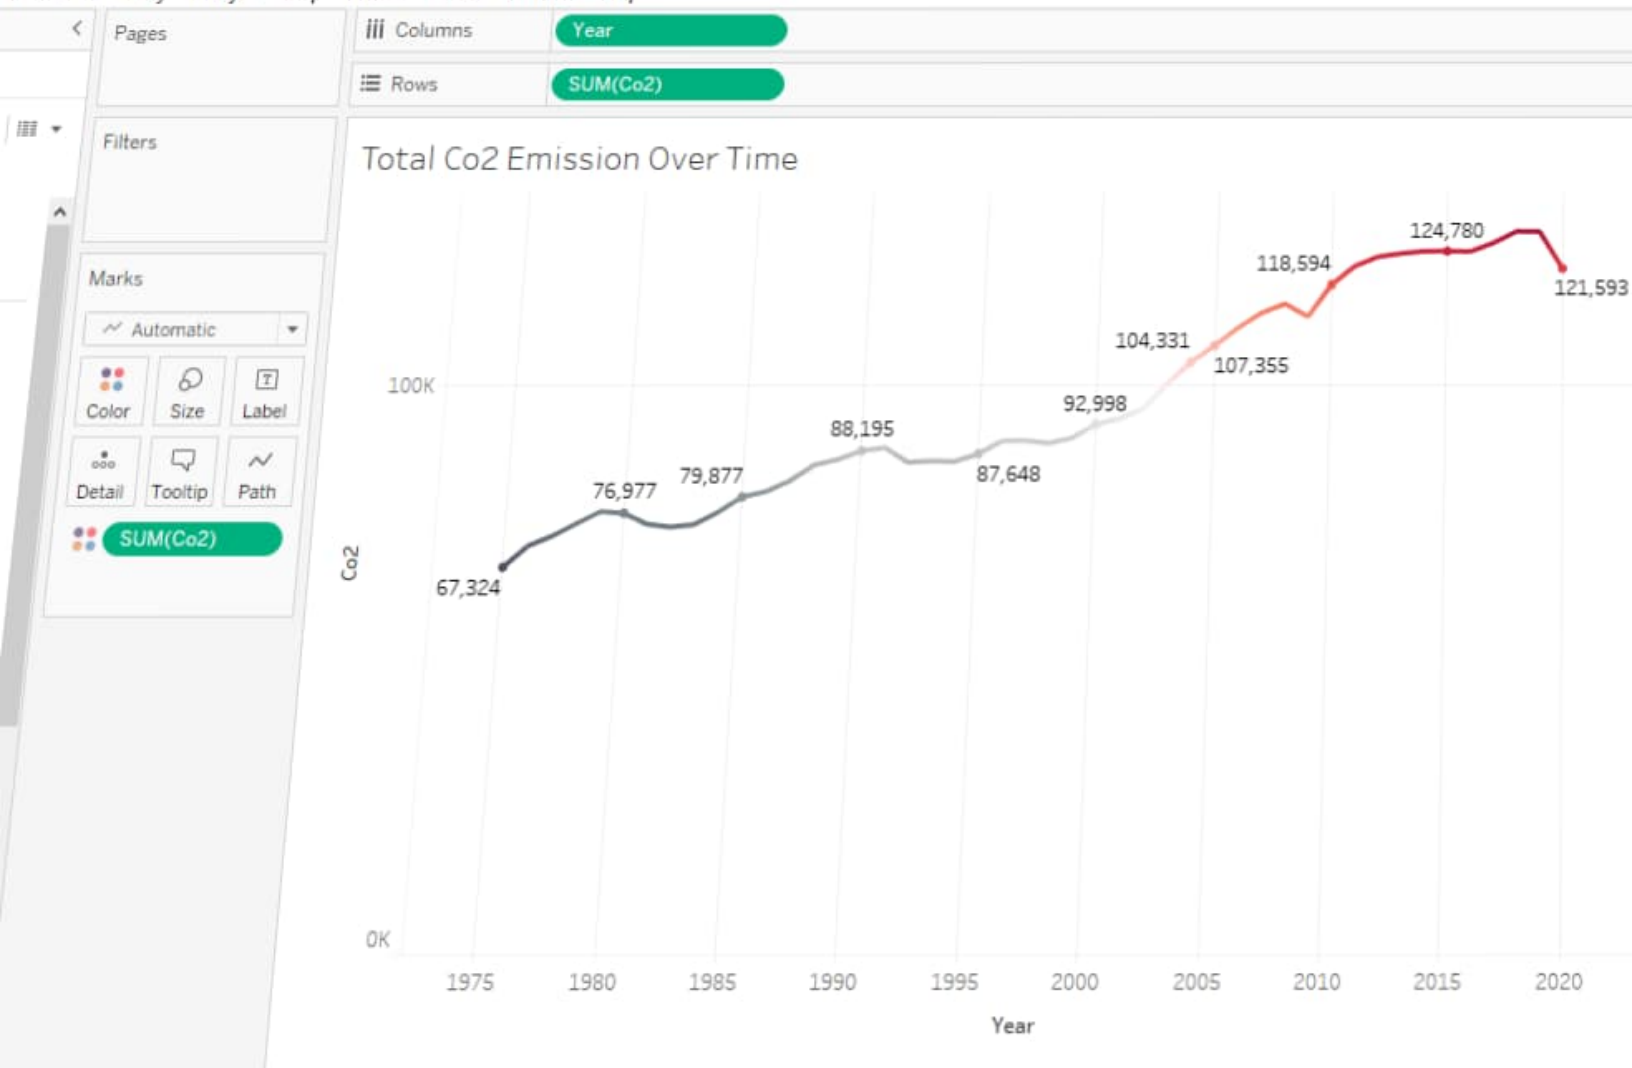 Pages
Columns
Year
Rows
SUM(Co2)
Filters
Total Co2 Emission Over Time
Marks
Automatic
Color
Size
Label
Detail
Tooltip
Path
SUM(Co2)
124,780
118,594
121,593
104,331
107,355
100K
92,998
88,195
87,648
79,877
76,977
67,324
Co2
0K
1975 1980 1985 1990 1995 2000 2005 2010 2015 2020
Year